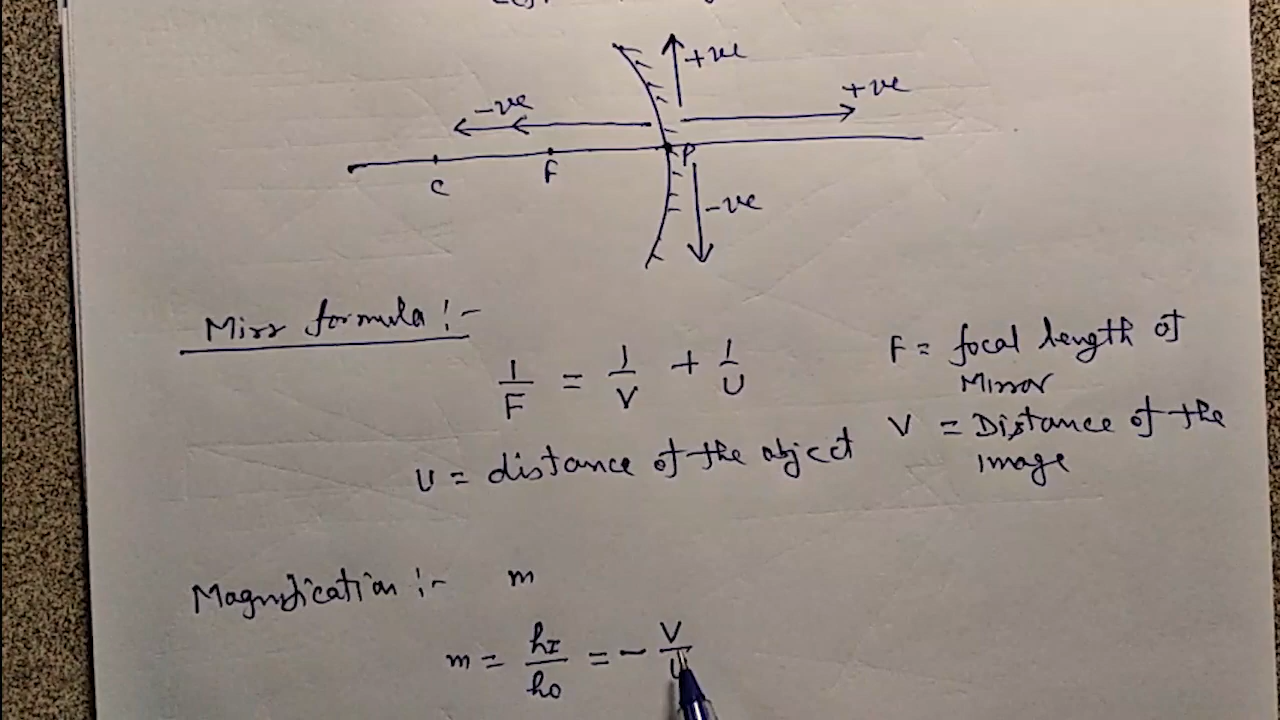 +ve
-ve
+ve
C F P
-ve
Mirr formula :-
1/F = 1/V + 1/U
F = focal length of
Mirror
U = distance of the object
V = Distance of the
Image
Magnification :- m
m = hI/ho = - V/U